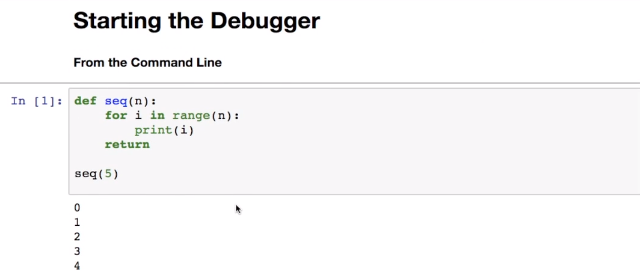 Starting the Debugger
From the Command Line
In [1]: def seq(n):
    for i in range(n):
        print(i)
    return
seq(5)
0
1
2
3
4